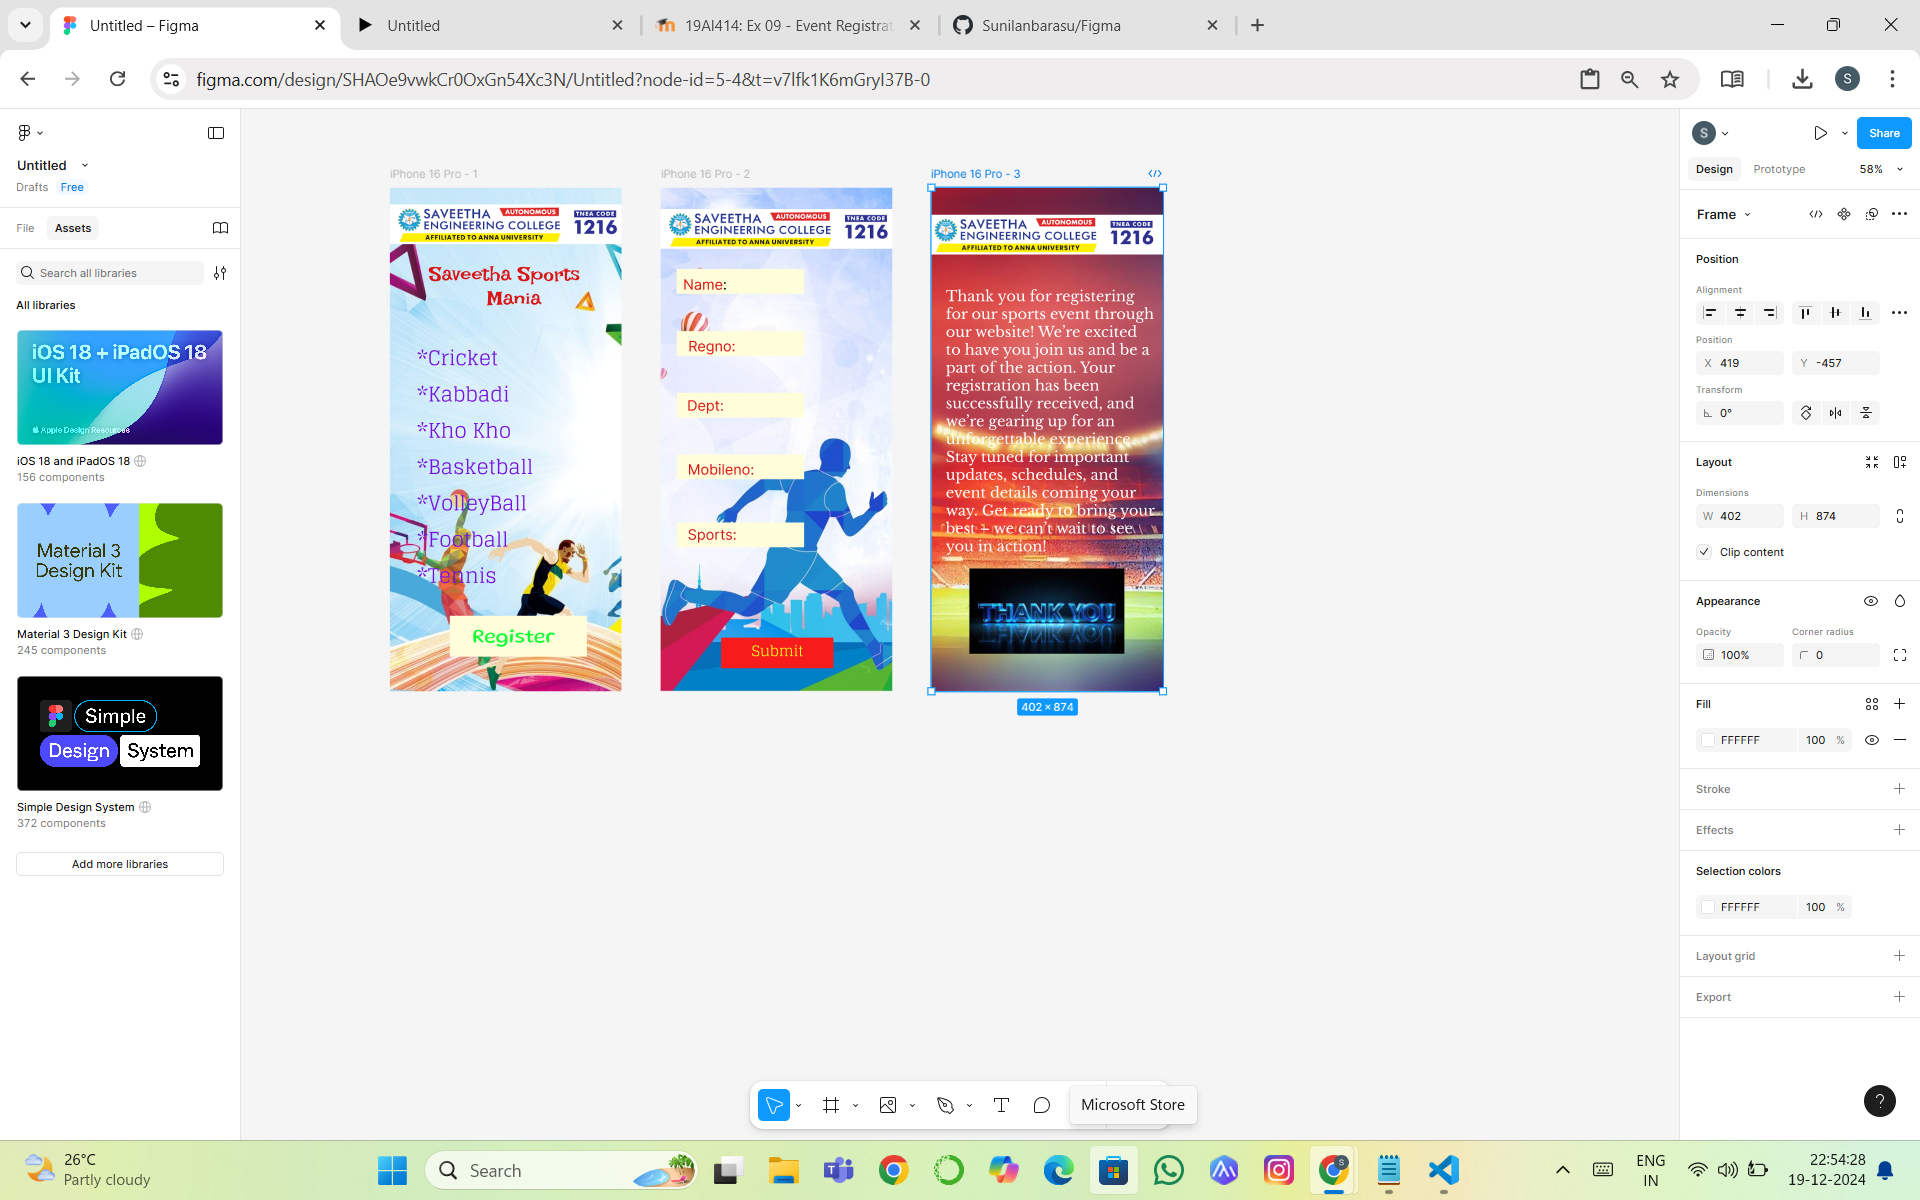 Untitled – Figma
Untitled
19AI414: Ex 09 - Event Registrat
Sunilanbarasu/Figma
figma.com/design/SHAOe9vwkCr0OxGn54Xc3N/Untitled?node-id=5-4&t=v7lfk1K6mGryI37B-0
S
Untitled
Drafts
Free
File
Assets
Search all libraries
All libraries
iOS 18 + iPadOS 18
UI Kit
Apple Design Resources
iOS 18 and iPadOS 18
156 components
Material 3
Design Kit
Material 3 Design Kit
245 components
Simple
Design
System
Simple Design System
372 components
Add more libraries
iPhone 16 Pro - 1
SAVEETHA
AUTONOMOUS
ENGINEERING COLLEGE
AFFILIATED TO ANNA UNIVERSITY
TNEA CODE
1216
Saveetha Sports
Mania
*Cricket
*Kabbadi
*Kho Kho
*Basketball
*VolleyBall
*Football
*Tennis
Register
iPhone 16 Pro - 2
SAVEETHA
AUTONOMOUS
ENGINEERING COLLEGE
AFFILIATED TO ANNA UNIVERSITY
TNEA CODE
1216
Name:
Regno:
Dept:
Mobileno:
Sports:
Submit
iPhone 16 Pro - 3
SAVEETHA
AUTONOMOUS
ENGINEERING COLLEGE
AFFILIATED TO ANNA UNIVERSITY
TNEA CODE
1216
Thank you for registering
for our sports event through
our website! We're excited
to have you join us and be a
part of the action. Your
registration has been
successfully received, and
we're gearing up for an
unforgettable experience.
Stay tuned for important
updates, schedules, and
event details coming your
way. Get ready to bring your
best – we can't wait to see
you in action!
THANK YOU
402 × 874
Microsoft Store
S
Share
Design
Prototype
58%
Frame
Position
Alignment
Position
X 419
Y -457
Transform
0°
Layout
Dimensions
W 402
H 874
Clip content
Appearance
Opacity
Corner radius
100%
0
Fill
FFFFFF 100 %
Stroke
Effects
Selection colors
FFFFFF 100 %
Layout grid
Export
?
26°C
Partly cloudy
Search
ENG
IN
22:54:28
19-12-2024